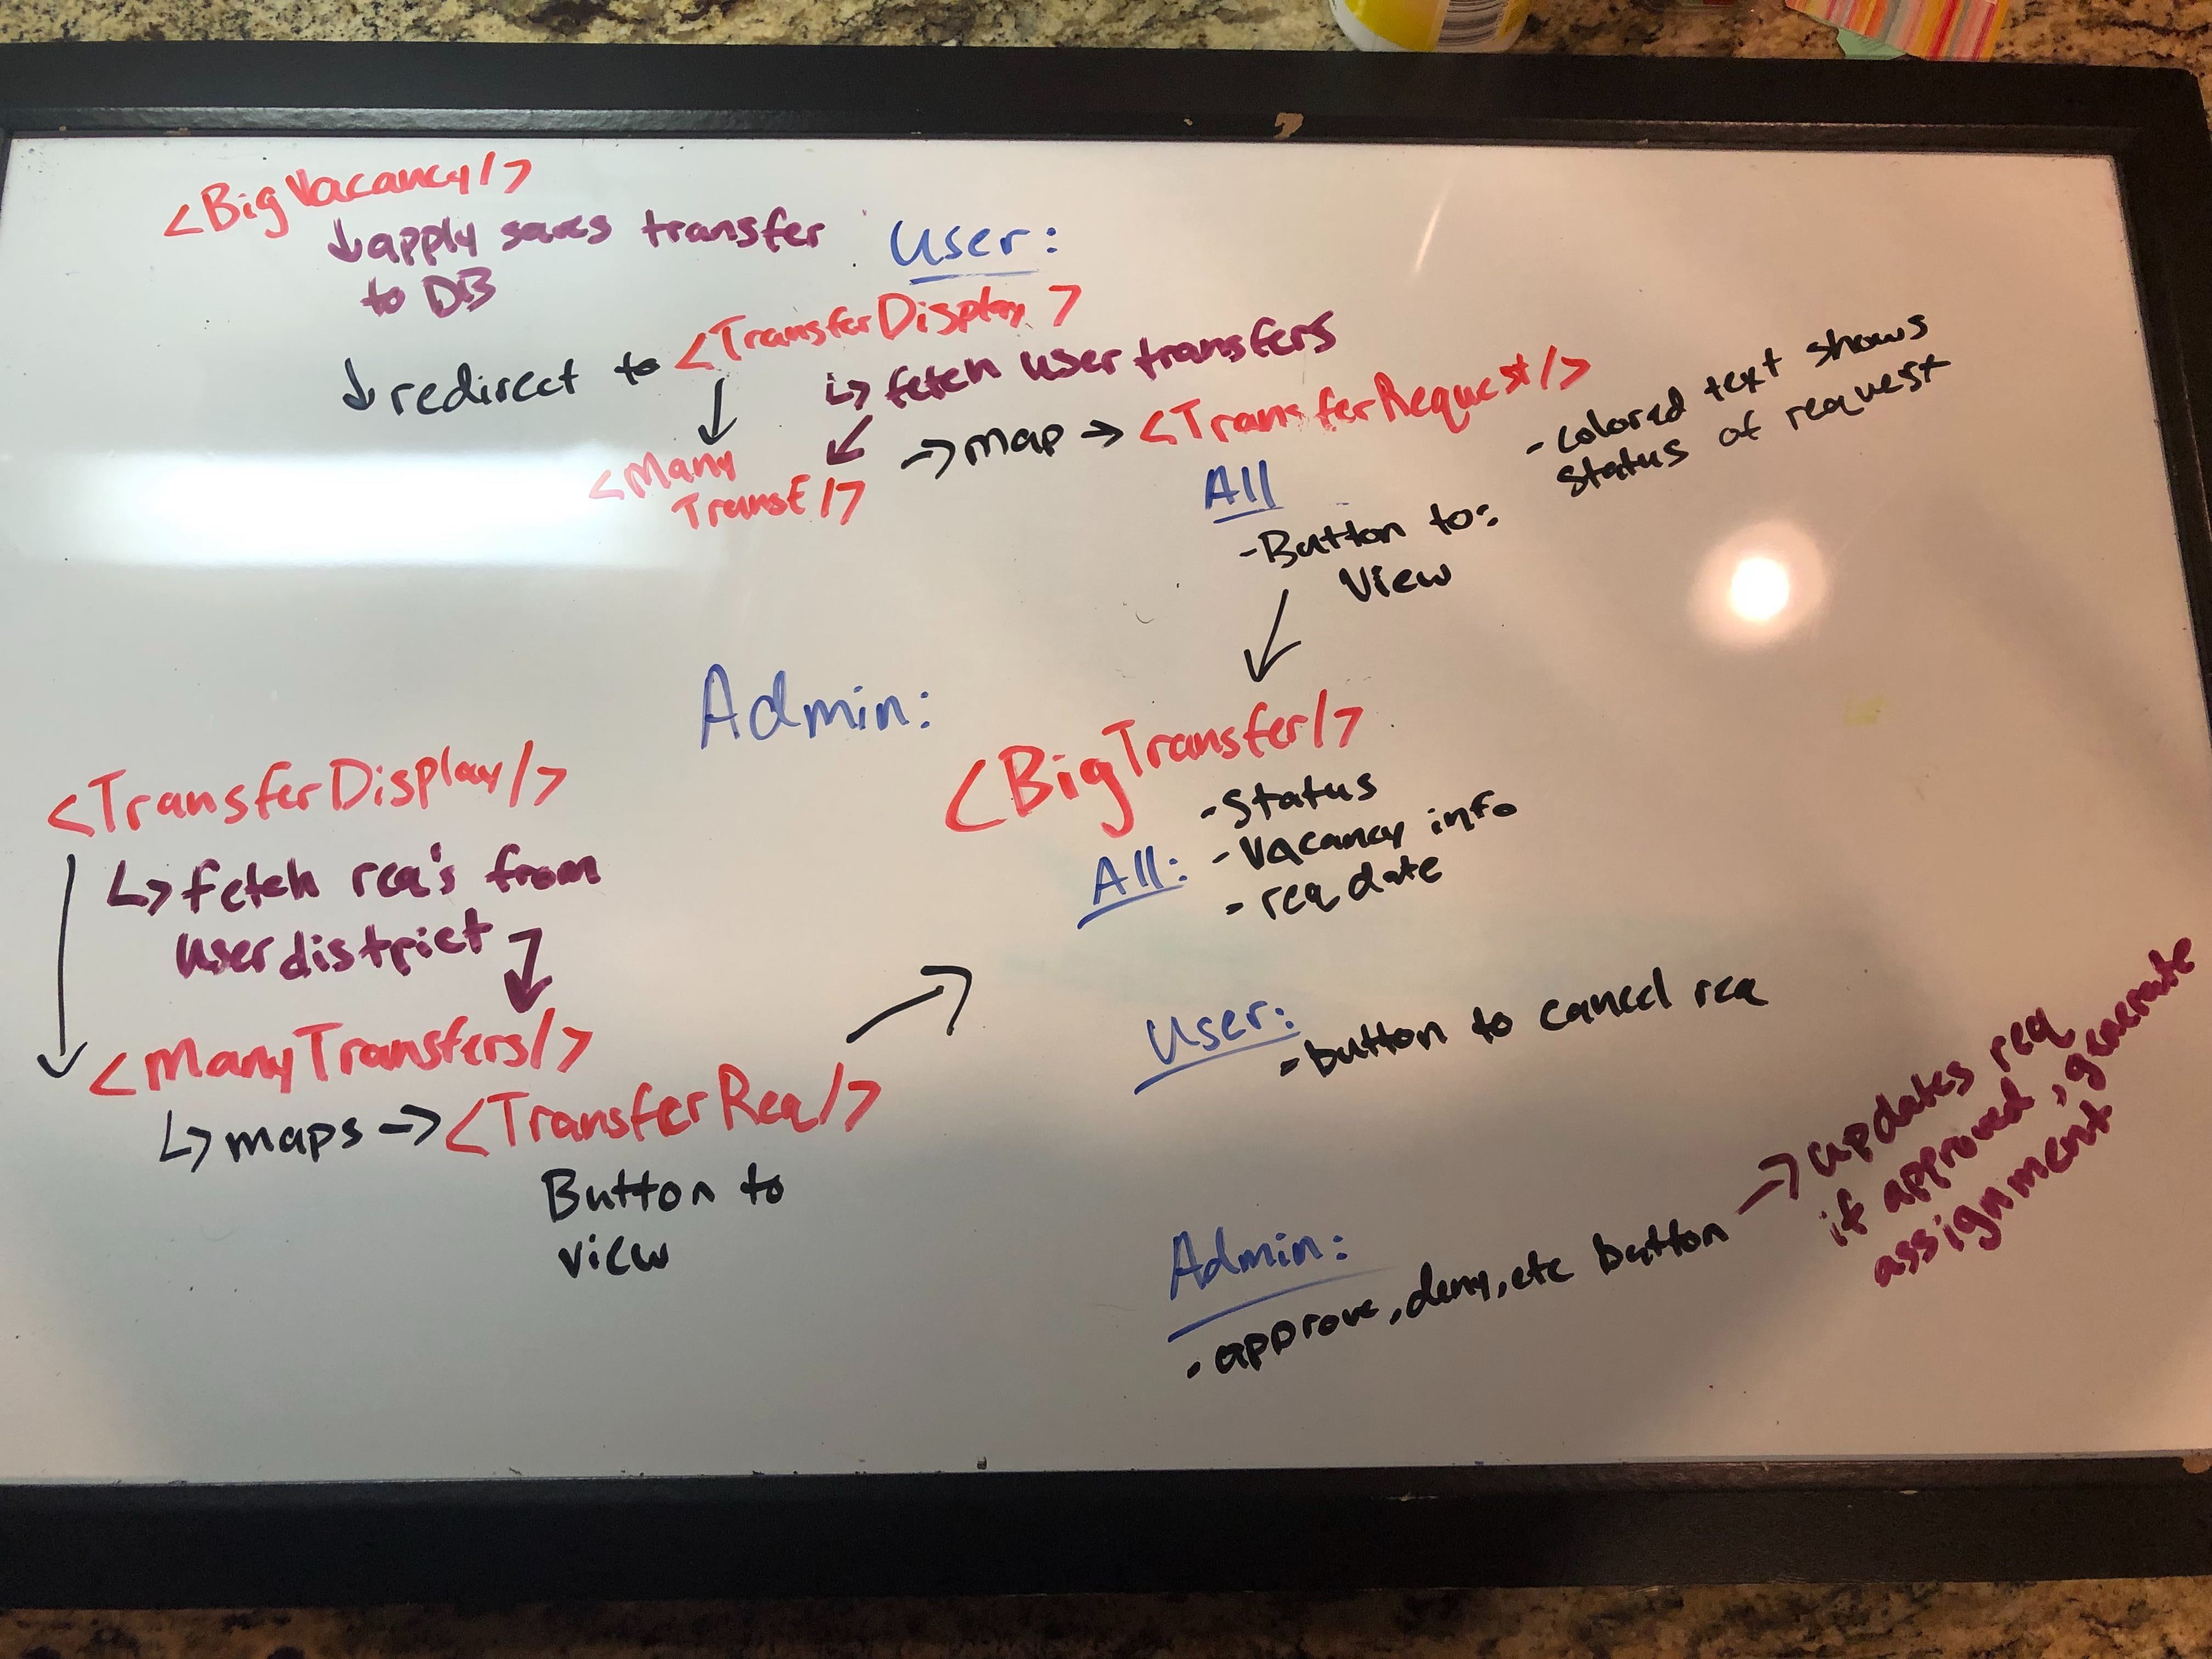 <BigVacancy/>
↳apply saves transfer
to DB
User:
↓redirect to <TransferDisplay >
↳ fetch user transfers
<Many
Transf/>
→map→ <TransferRequest/>
- colored text shows
status of request
All
-Button to:
View
Admin:
<TransferDisplay/>
↳ fetch req's from
user district
<ManyTransfers/>
↳ maps → <TransferReq/>
Button to
view
<BigTransfer/>
All:
- Status
- Vacancy info
- req date
User:
- button to cancel req
Admin:
- approve, deny, etc button
→ updates req
if approved, generate
assignment